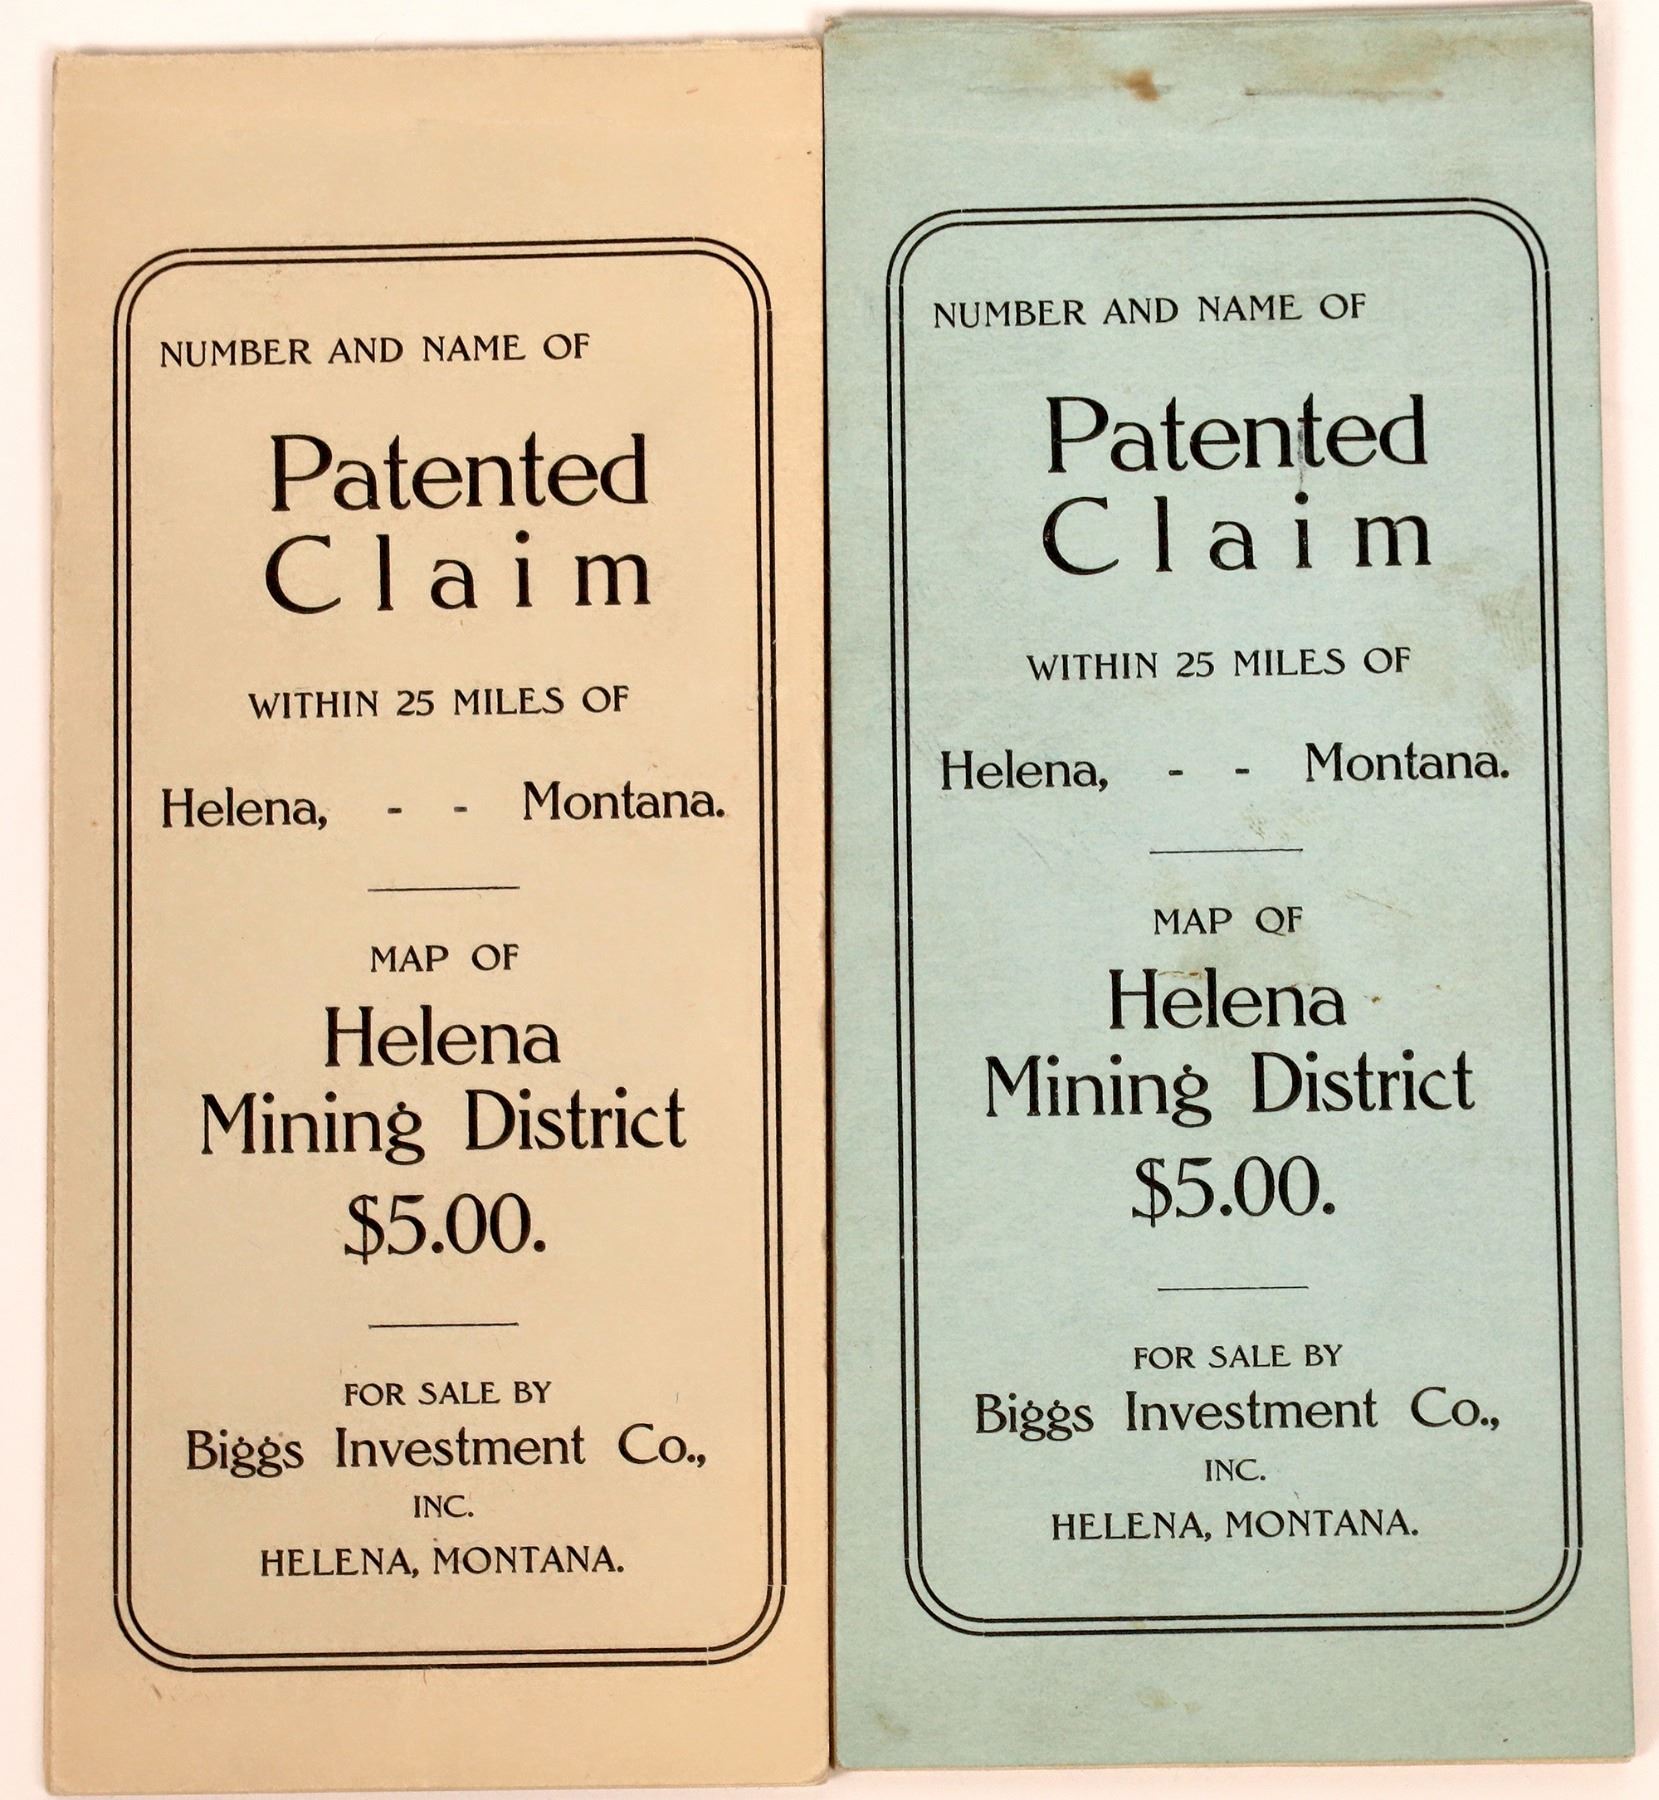 NUMBER AND NAME OF
Patented
Claim
WITHIN 25 MILES OF
Helena, - - Montana.
MAP OF
Helena
Mining District
$5.00.
FOR SALE BY
Biggs Investment Co.,
INC.
HELENA, MONTANA.
NUMBER AND NAME OF
Patented
Claim
WITHIN 25 MILES OF
Helena, - - Montana.
MAP OF
Helena
Mining District
$5.00.
FOR SALE BY
Biggs Investment Co.,
INC.
HELENA, MONTANA.